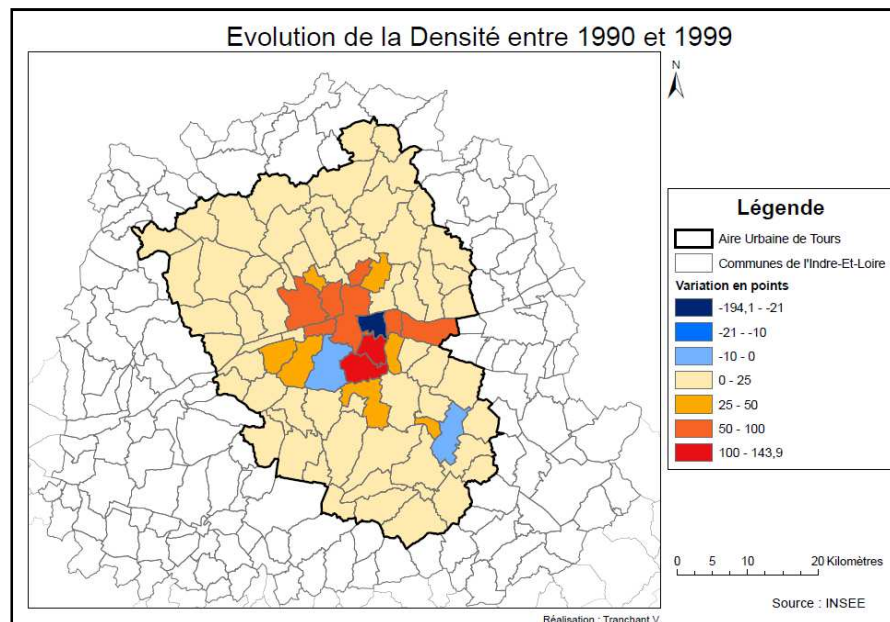 Evolution de la Densité entre 1990 et 1999
N
Légende
Aire Urbaine de Tours
Communes de l'Indre-Et-Loire
Variation en points
-194,1 - -21
-21 - -10
-10 - 0
0 - 25
25 - 50
50 - 100
100 - 143,9
0 5 10 20 Kilomètres
Source : INSEE
Réalisation : Tranchant V.